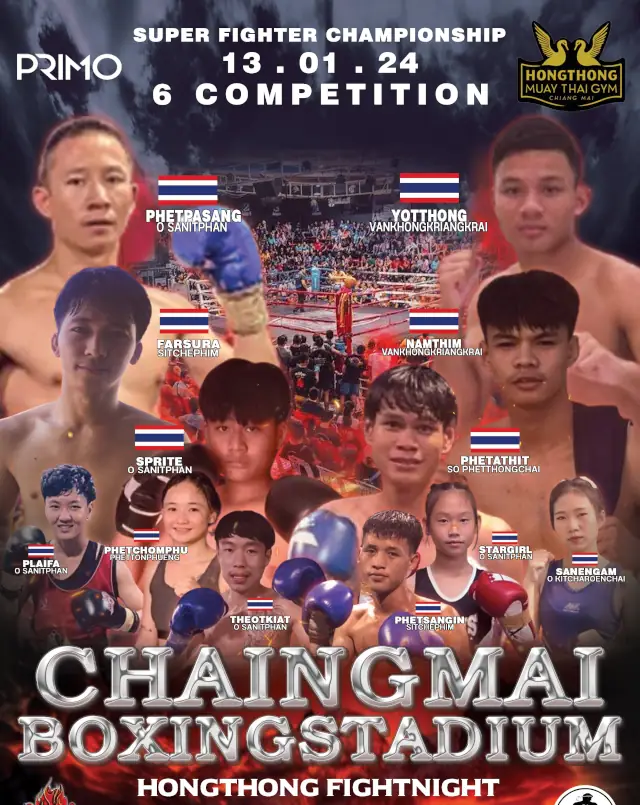 SUPER FIGHTER CHAMPIONSHIP
13 . 01 . 24
6 COMPETITION
PRIMO
HONGTHONG
MUAY THAI GYM
CHIANG MAI
PHETPASANG
O SANITPHAN
YOTTHONG
VANKHONGKRIANGKRAI
FARSURA
SITCHEPHIM
NAMTHIM
VANKHONGKRIANGKRAI
SPRITE
O SANITPHAN
PHETATHIT
SO PHETTHONGCHAI
PLAIFA
O SANITPHAN
PHETCHOMPHU
PHETTONPHUENG
STARGIRL
O SANITPHAN
SANENGAM
O KITCHAROENCHAI
THEOTKIAT
O SANITPHAN
PHETSANGIN
SITCHEPHIM
CHAINGMAI
BOXINGSTADIUM
HONGTHONG FIGHTNIGHT